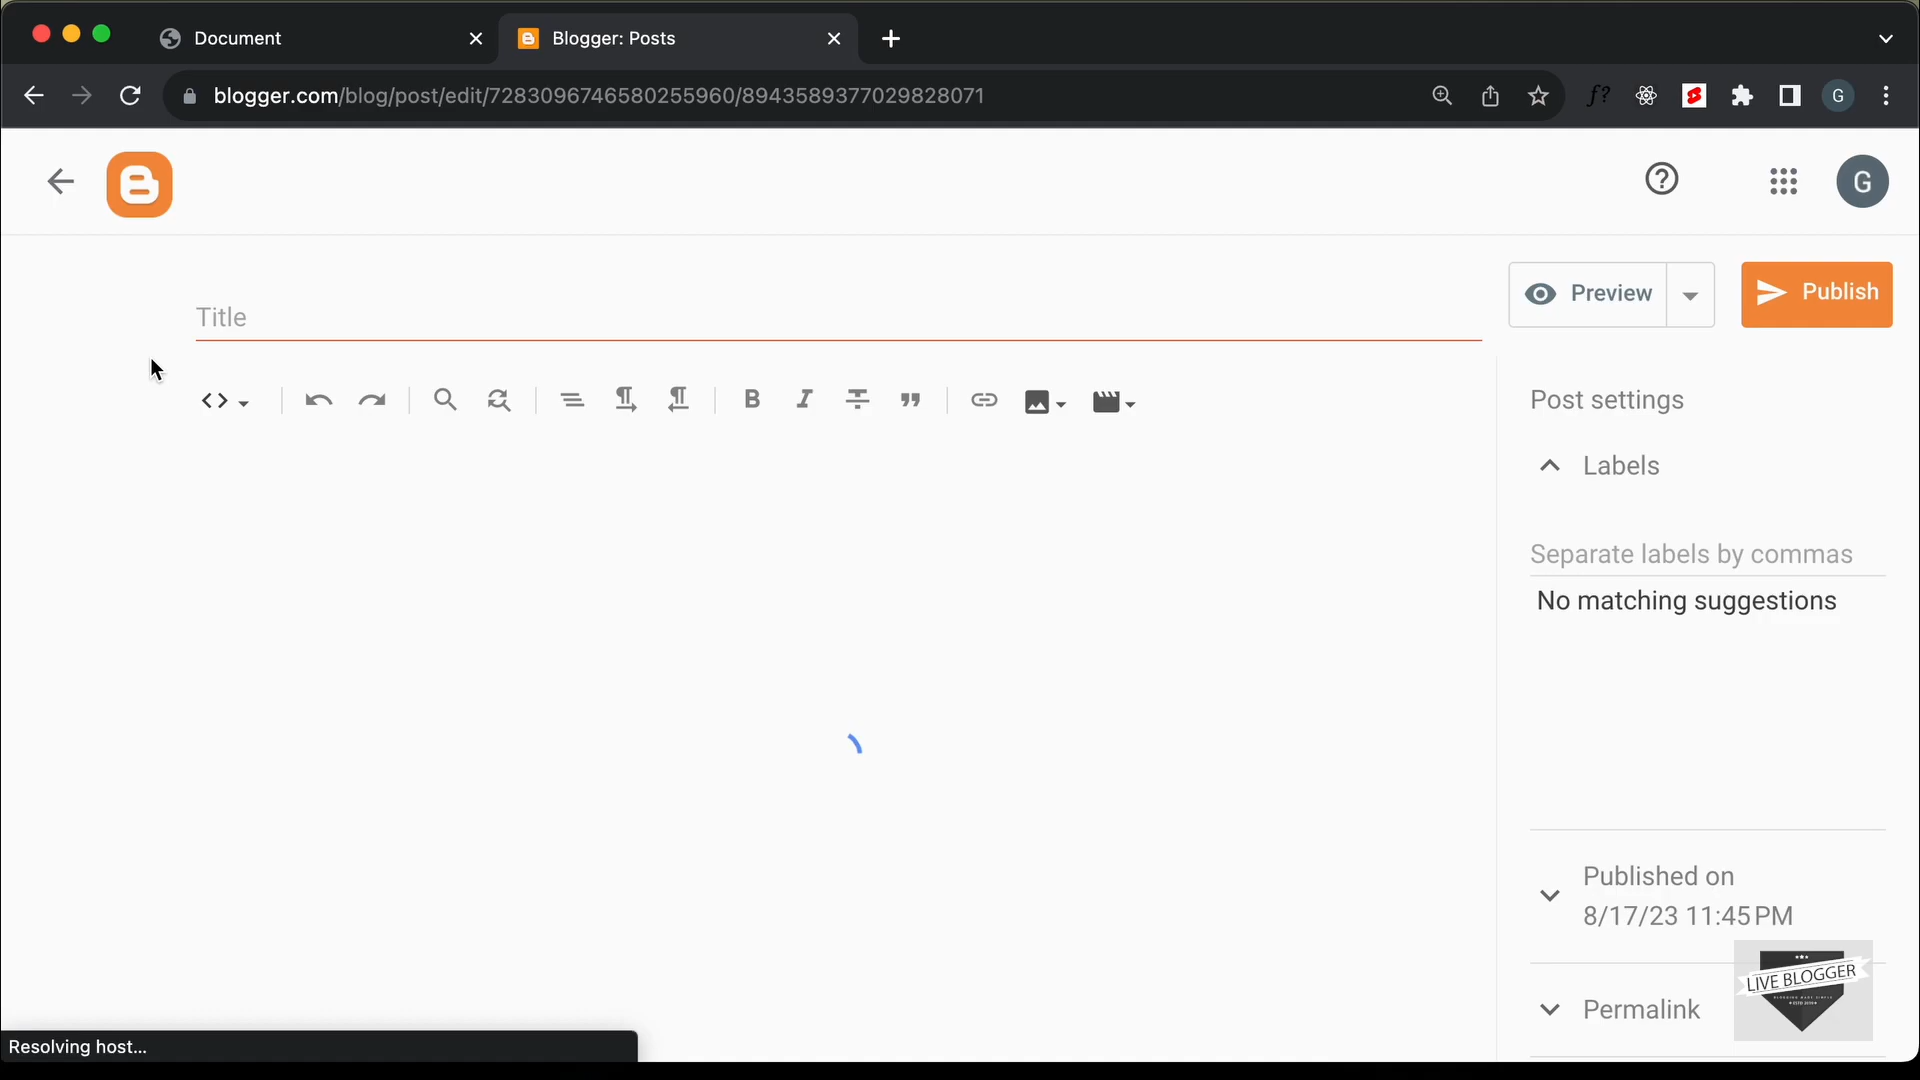 Document
Blogger: Posts
blogger.com/blog/post/edit/7283096746580255960/8943589377029828071
G
G
Title
Preview
Publish
Post settings
Labels
Separate labels by commas
No matching suggestions
Published on
8/17/23 11:45 PM
Permalink
LIVE BLOGGER
Resolving host...